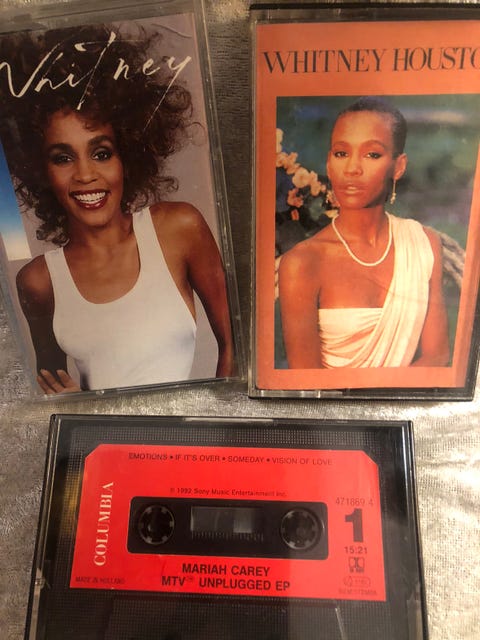 Whitney
WHITNEY HOUSTO
EMOTIONS • IF IT'S OVER • SOMEDAY • VISION OF LOVE
℗ 1992 Sony Music Entertainment Inc.
COLUMBIA
471869 4
1
15:21
MARIAH CAREY
MTV™ UNPLUGGED EP
MADE IN HOLLAND